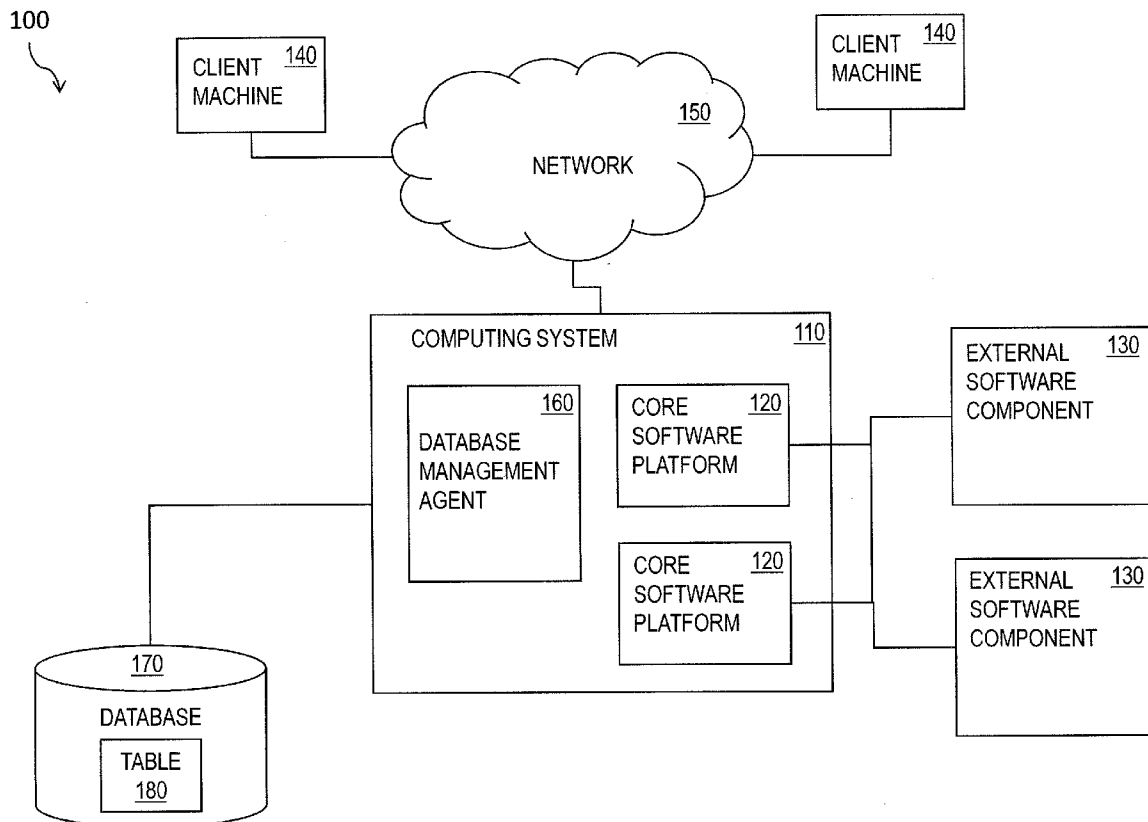 100
CLIENT 140
MACHINE
CLIENT 140
MACHINE
150
NETWORK
COMPUTING SYSTEM 110
160
DATABASE
MANAGEMENT
AGENT
CORE 120
SOFTWARE
PLATFORM
CORE 120
SOFTWARE
PLATFORM
EXTERNAL 130
SOFTWARE
COMPONENT
EXTERNAL 130
SOFTWARE
COMPONENT
170
DATABASE
TABLE
180